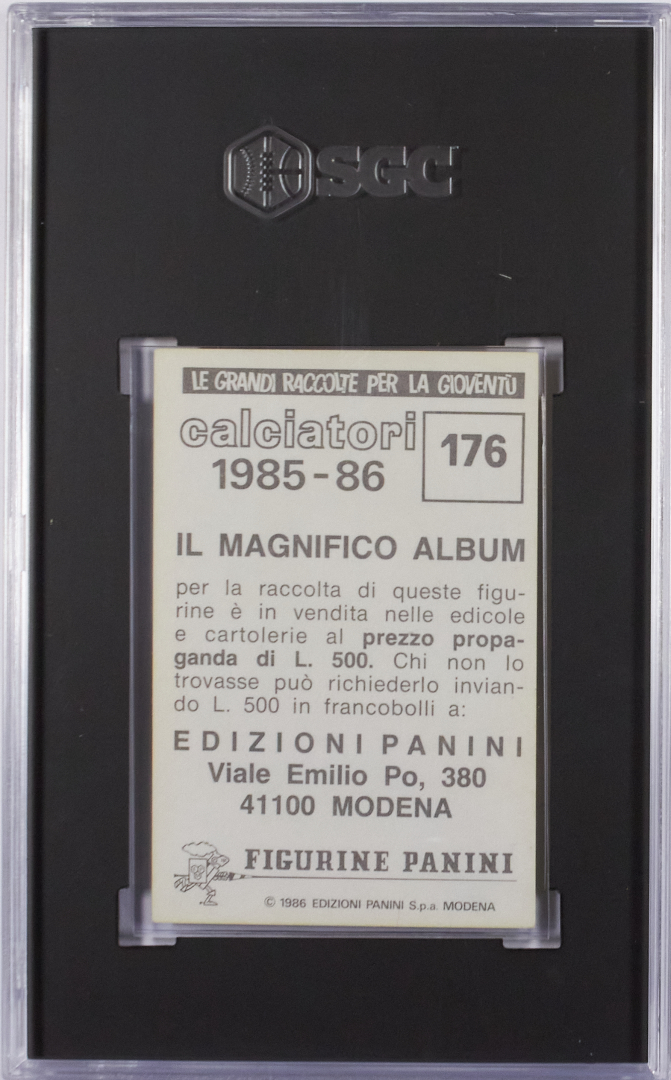 SGC
LE GRANDI RACCOLTE PER LA GIOVENTÙ
calciatori
1985-86
176
IL MAGNIFICO ALBUM
per la raccolta di queste figu-
rine è in vendita nelle edicole
e cartolerie al prezzo propa-
ganda di L. 500. Chi non lo
trovasse può richiederlo invian-
do L. 500 in francobolli a:
EDIZIONI PANINI
Viale Emilio Po, 380
41100 MODENA
FIGURINE PANINI
© 1986 EDIZIONI PANINI S.p.a. MODENA